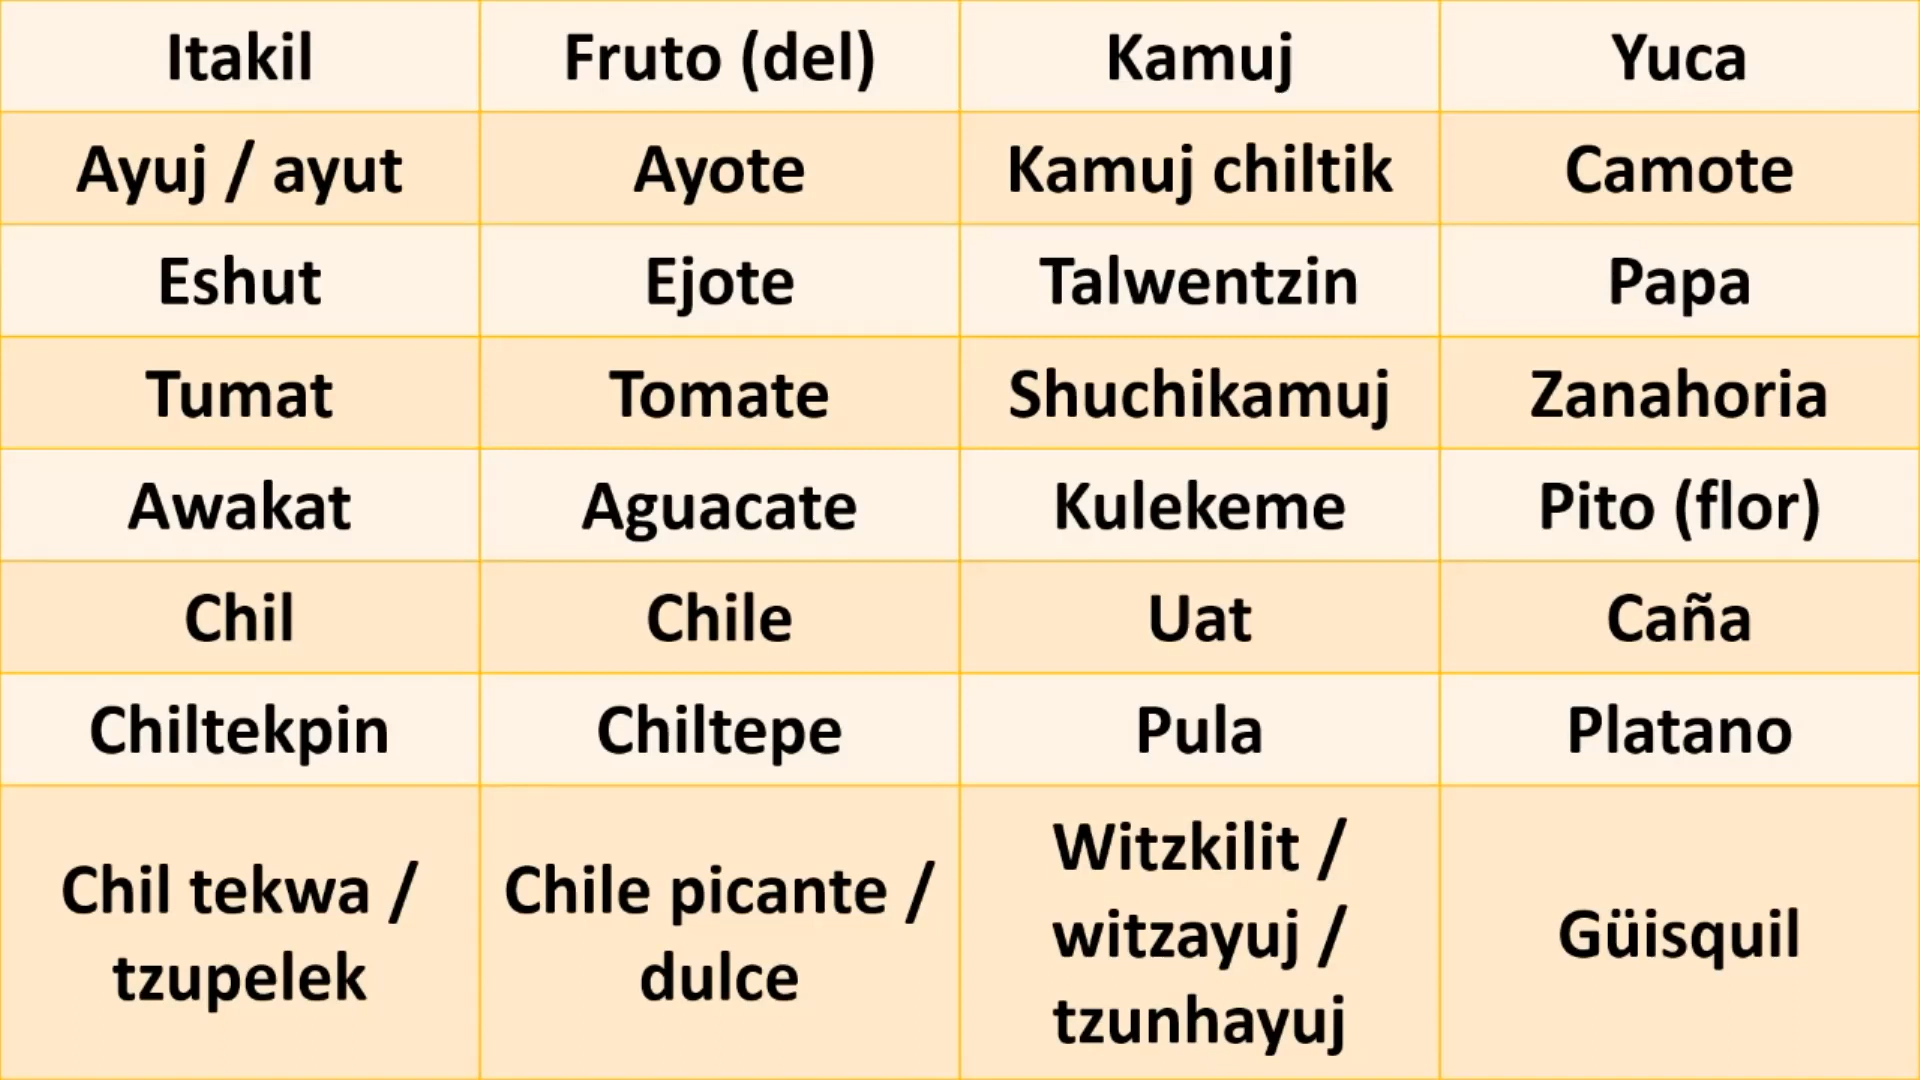 Itakil Fruto (del) Kamuj Yuca
Ayuj / ayut Ayote Kamuj chiltik Camote
Eshut Ejote Talwentzin Papa
Tumat Tomate Shuchikamuj Zanahoria
Awakat Aguacate Kulekeme Pito (flor)
Chil Chile Uat Caña
Chiltekpin Chiltepe Pula Platano
Chil tekwa /
tzupelek
Chile picante /
dulce
Witzkilit /
witzayuj /
tzunhayuj
Güisquil